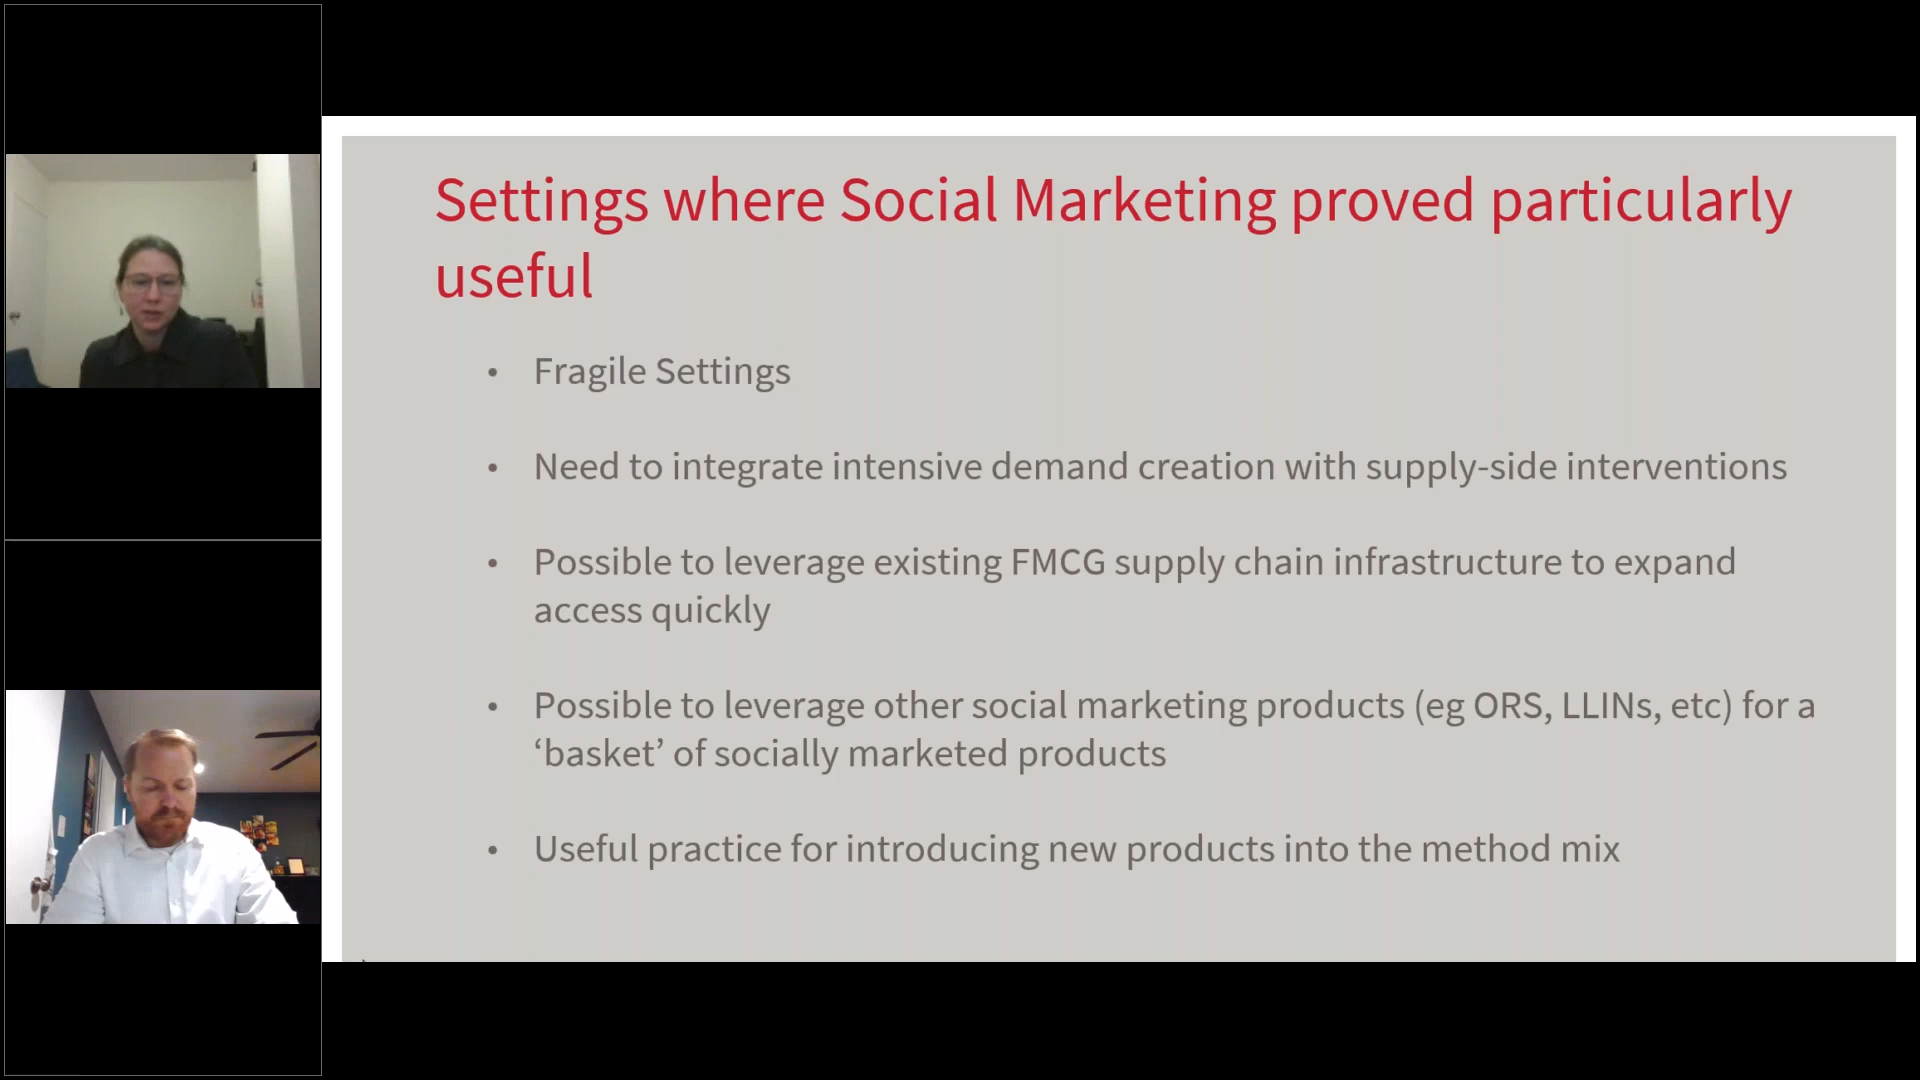 Settings where Social Marketing proved particularly
useful
• Fragile Settings
• Need to integrate intensive demand creation with supply-side interventions
• Possible to leverage existing FMCG supply chain infrastructure to expand
access quickly
• Possible to leverage other social marketing products (eg ORS, LLINs, etc) for a
‘basket’ of socially marketed products
• Useful practice for introducing new products into the method mix